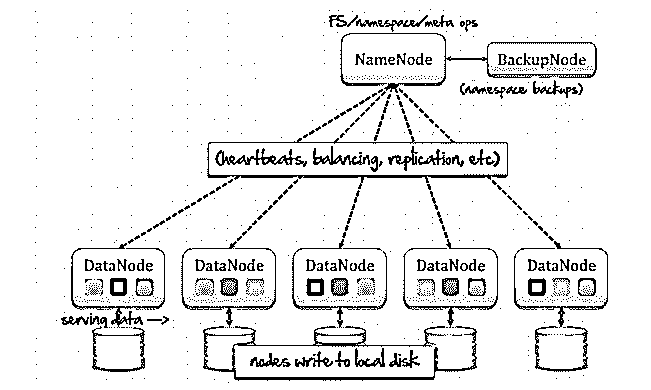 FS/namespace/meta ops
NameNode
BackupNode
(namespace backups)
(heartbeats, balancing, replication, etc)
DataNode
DataNode
DataNode
DataNode
DataNode
serving data
nodes write to local disk